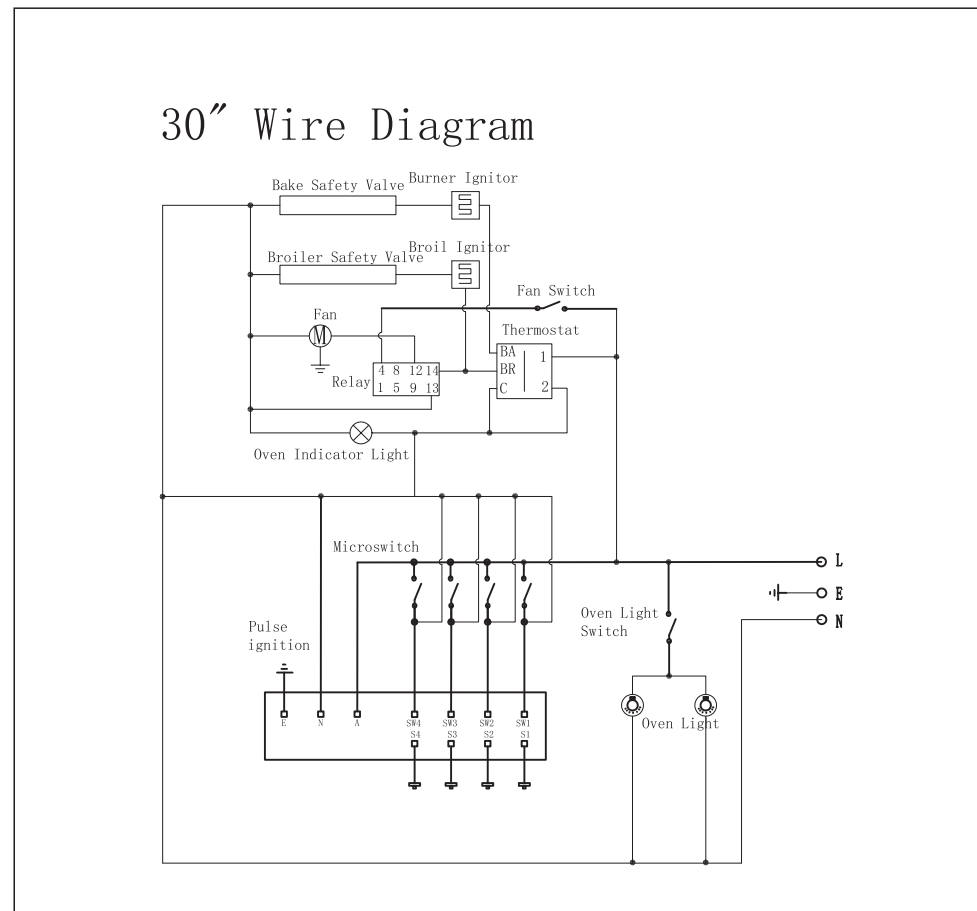 30" Wire Diagram
Bake Safety Valve
Burner Ignitor
Broiler Safety Valve
Broil Ignitor
Fan Switch
Fan
M
Thermostat
BA 1
BR
C 2
Relay
4 8 12 14
1 5 9 13
Oven Indicator Light
Microswitch
L
E
N
Oven Light
Switch
Pulse
ignition
E N A SW4 SW3 SW2 SW1
S4 S3 S2 S1
Oven Light